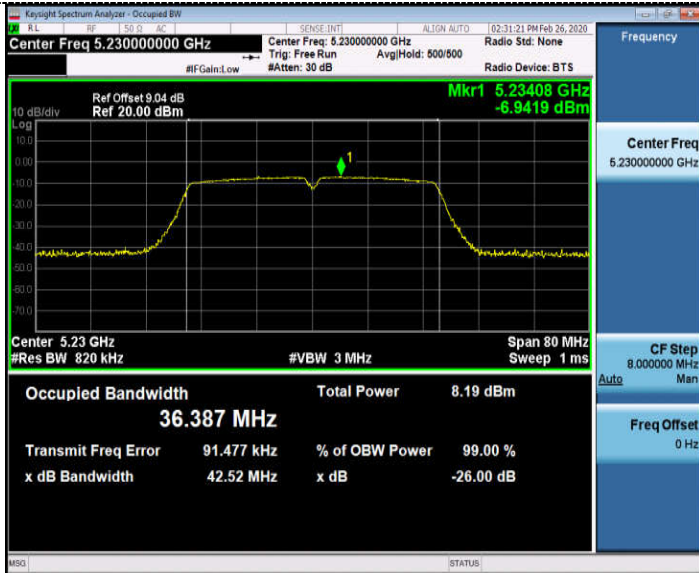 Keysight Spectrum Analyzer - Occupied BW
RL RF 50 Ω AC SENSE:INT ALIGN AUTO 02:31:21 PM Feb 26, 2020
Center Freq 5.230000000 GHz
Center Freq: 5.230000000 GHz Radio Std: None
Trig: Free Run Avg|Hold: 500/500
#IFGain:Low #Atten: 30 dB Radio Device: BTS
Frequency
Mkr1 5.23408 GHz
-6.9419 dBm
Ref Offset 9.04 dB
10 dB/div Ref 20.00 dBm
Log
10.0
0.00
-10.0
-20.0
-30.0
-40.0
-50.0
-60.0
-70.0
1
Center Freq
5.230000000 GHz
Center 5.23 GHz Span 80 MHz
#Res BW 820 kHz #VBW 3 MHz Sweep 1 ms
CF Step
8.000000 MHz
Auto Man
Occupied Bandwidth Total Power 8.19 dBm
36.387 MHz
Transmit Freq Error 91.477 kHz % of OBW Power 99.00 %
x dB Bandwidth 42.52 MHz x dB -26.00 dB
Freq Offset
0 Hz
MSG STATUS